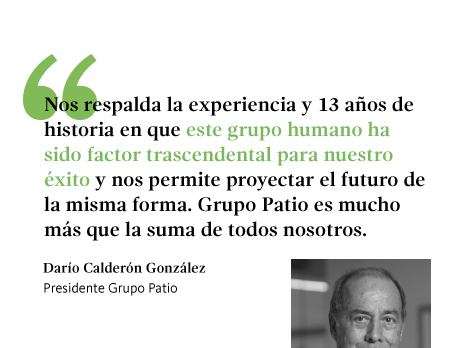 Nos respalda la experiencia y 13 años de
historia en que este grupo humano ha
sido factor trascendental para nuestro
éxito y nos permite proyectar el futuro de
la misma forma. Grupo Patio es mucho
más que la suma de todos nosotros.
Darío Calderón González
Presidente Grupo Patio